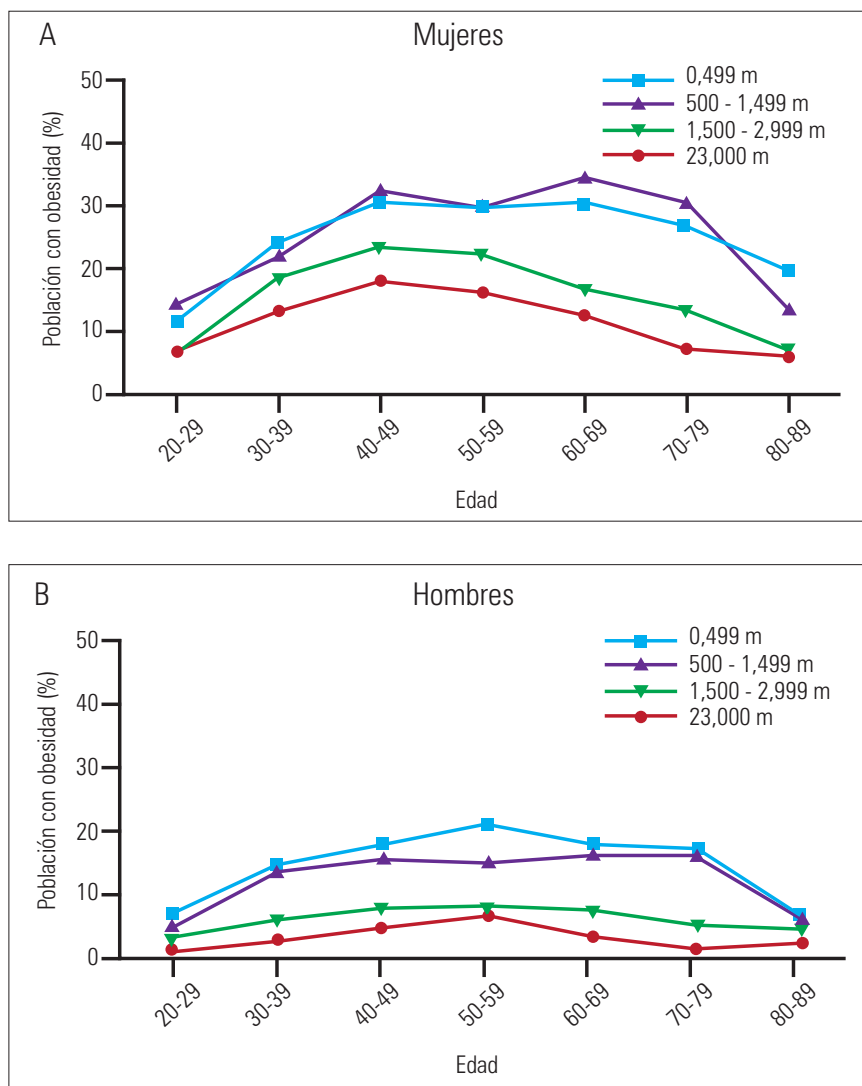 A
Mujeres
0,499 m
500 - 1,499 m
1,500 - 2,999 m
23,000 m
Población con obesidad (%)
50
40
30
20
10
0
20-29
30-39
40-49
50-59
60-69
70-79
80-89
Edad
B
Hombres
0,499 m
500 - 1,499 m
1,500 - 2,999 m
23,000 m
Población con obesidad (%)
50
40
30
20
10
0
20-29
30-39
40-49
50-59
60-69
70-79
80-89
Edad